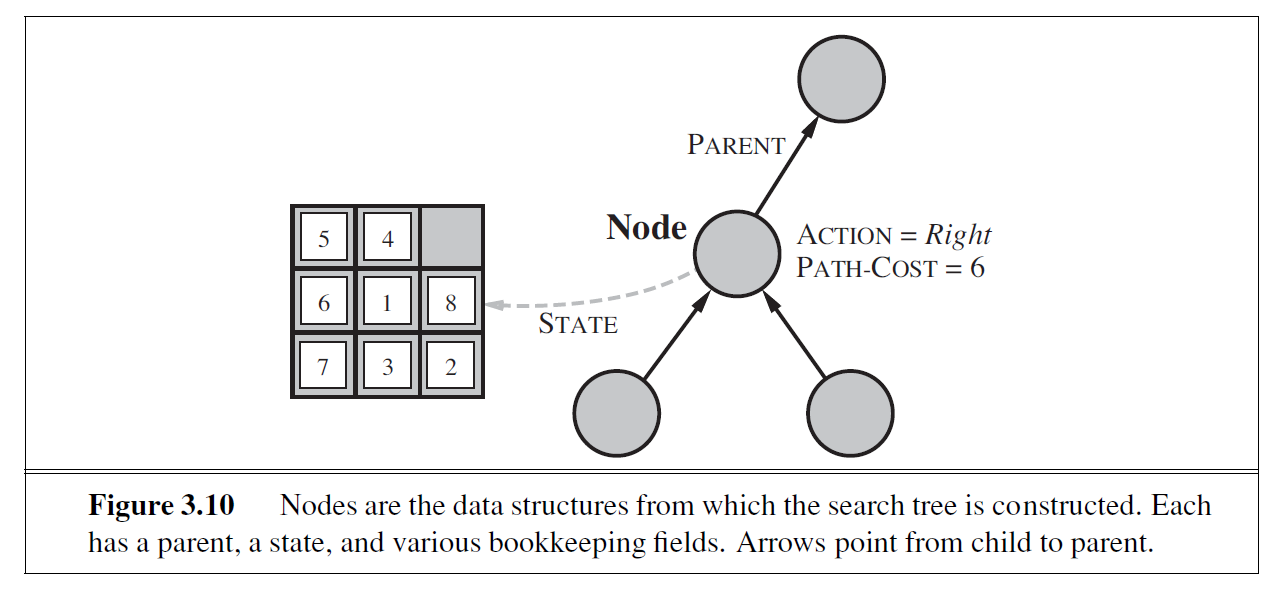 PARENT
Node
ACTION = Right
PATH-COST = 6
STATE
5 4
6 1 8
7 3 2
Figure 3.10 Nodes are the data structures from which the search tree is constructed. Each
has a parent, a state, and various bookkeeping fields. Arrows point from child to parent.